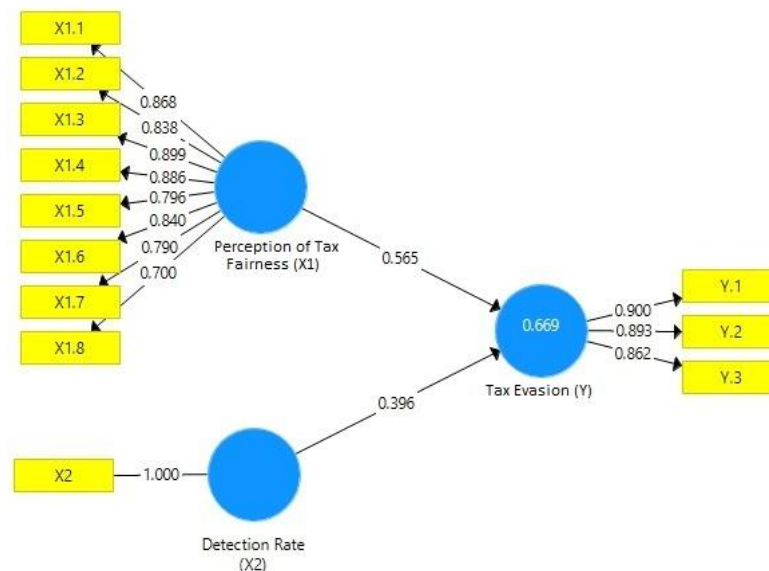 X1.1
X1.2
X1.3
X1.4
X1.5
X1.6
X1.7
X1.8
0.868
0.838
0.899
0.886
0.796
0.840
0.790
0.700
Perception of Tax
Fairness (X1)
0.565
0.669
Tax Evasion (Y)
0.900
0.893
0.862
Y.1
Y.2
Y.3
0.396
X2
1.000
Detection Rate
(X2)